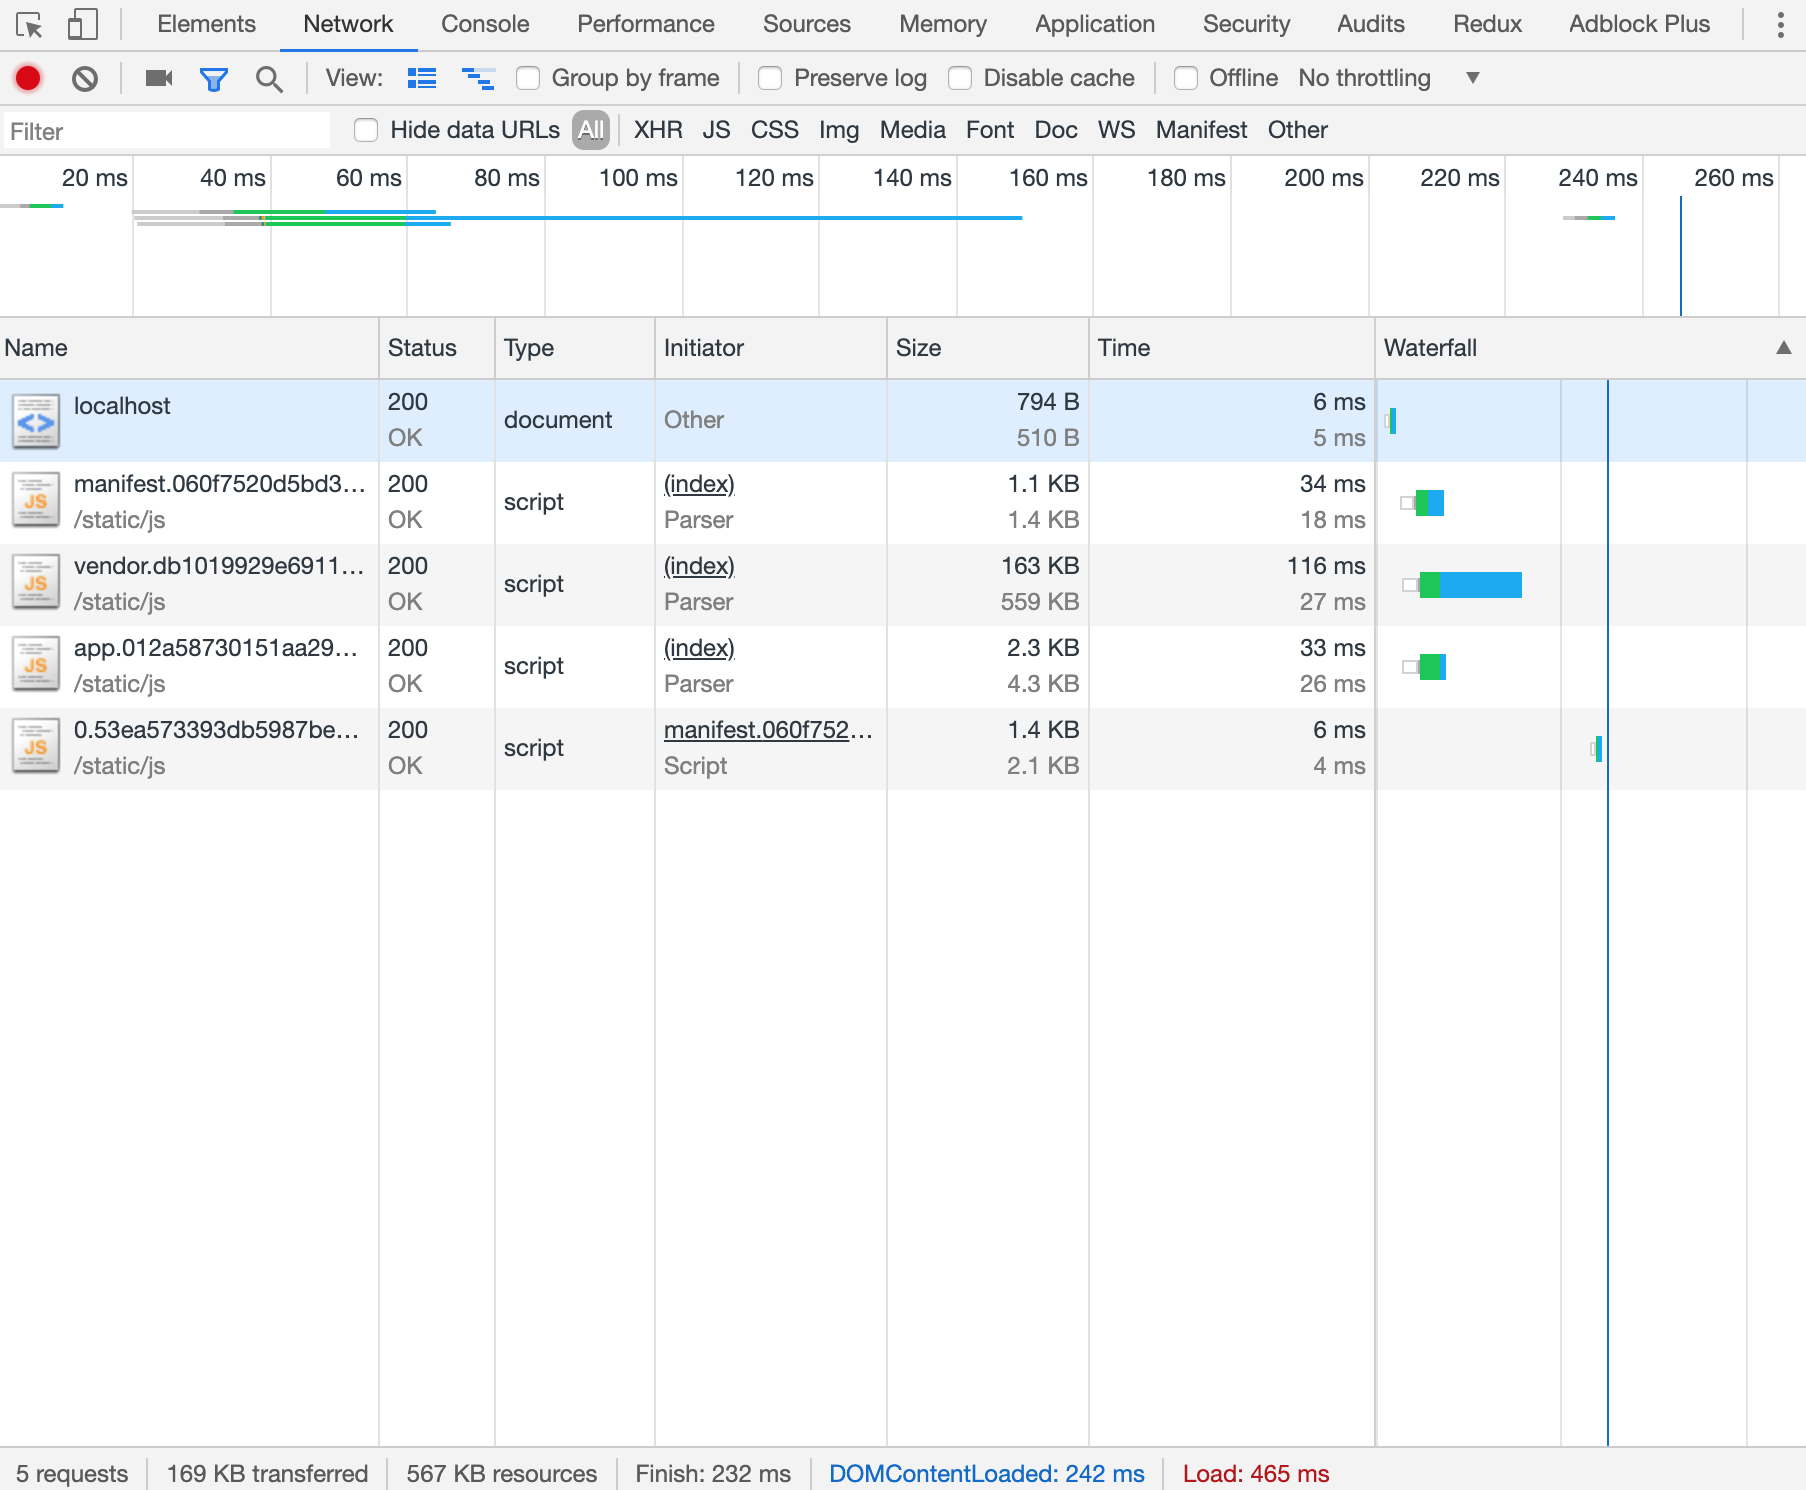 Elements Network Console Performance Sources Memory Application Security Audits Redux Adblock Plus
View: Group by frame Preserve log Disable cache Offline No throttling
Filter Hide data URLs All XHR JS CSS Img Media Font Doc WS Manifest Other
20 ms 40 ms 60 ms 80 ms 100 ms 120 ms 140 ms 160 ms 180 ms 200 ms 220 ms 240 ms 260 ms
Name Status Type Initiator Size Time Waterfall
localhost 200 OK document Other 794 B 510 B 6 ms 5 ms
JS manifest.060f7520d5bd3... 200 script (index) 1.1 KB 34 ms
/static/js OK Parser 1.4 KB 18 ms
JS vendor.db1019929e6911... 200 script (index) 163 KB 116 ms
/static/js OK Parser 559 KB 27 ms
JS app.012a58730151aa29... 200 script (index) 2.3 KB 33 ms
/static/js OK Parser 4.3 KB 26 ms
JS 0.53ea573393db5987be... 200 script manifest.060f752... 1.4 KB 6 ms
/static/js OK Script 2.1 KB 4 ms
5 requests 169 KB transferred 567 KB resources Finish: 232 ms DOMContentLoaded: 242 ms Load: 465 ms